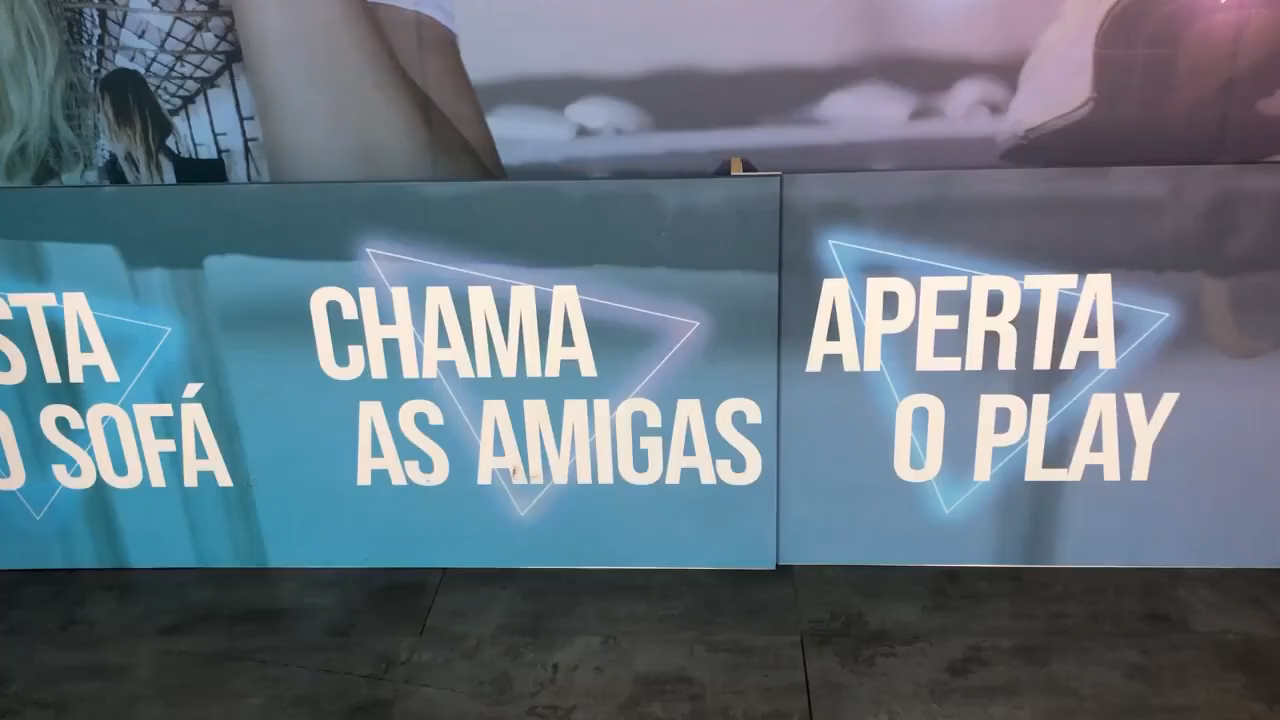 STA
O SOFÁ
CHAMA
AS AMIGAS
APERTA
O PLAY